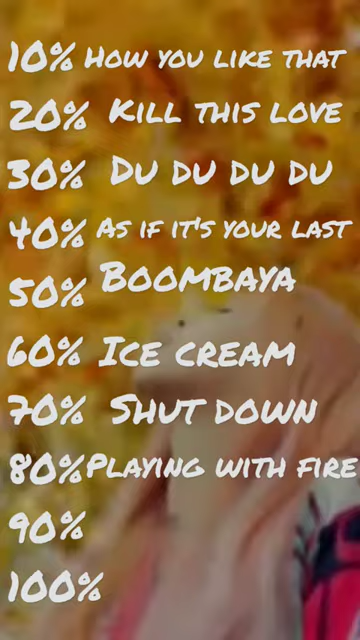 10% How you like that
20% Kill this love
30% Du du du du
40% As if it's your last
50% Boombaya
60% Ice cream
70% Shut down
80% Playing with fire
90%
100%